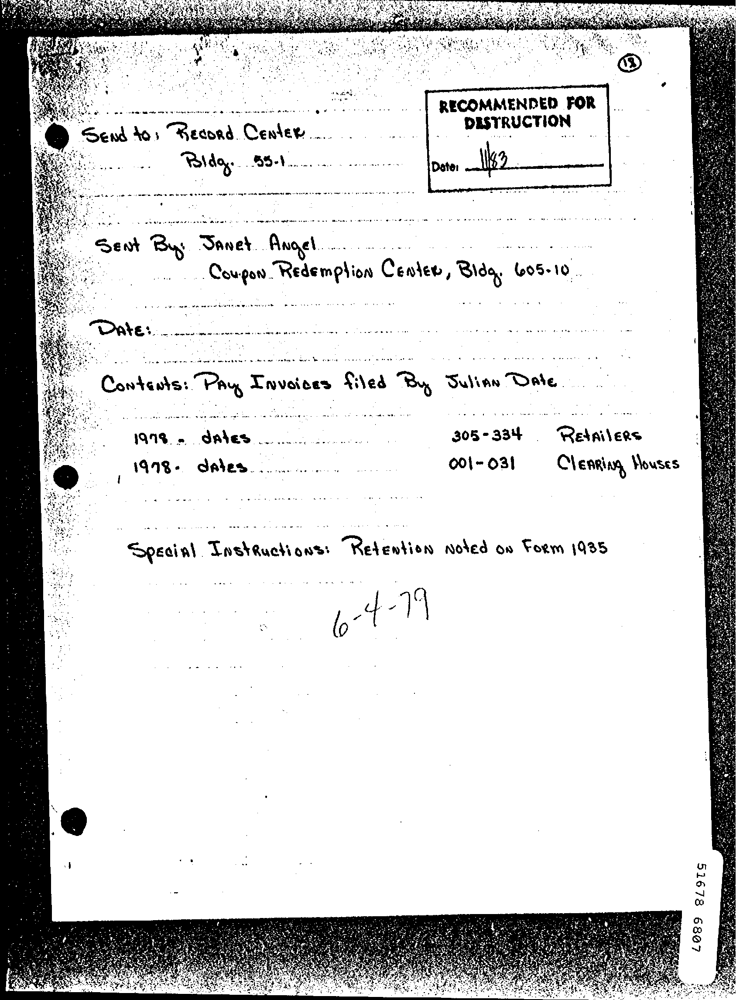 18
RECOMMENDED FOR
DESTRUCTION
Date: 11/83
Send to: Record Center
Bldg. 55-1
Sent By: Janet Angel
Coupon Redemption Center, Bldg. 605-10
Date:
Contents: Pay Invoices filed By Julian Date
1978 - dates 305-334 Retailers
1978- dates 001-031 Clearing Houses
Special Instructions: Retention noted on Form 1935
6-4-79
51678 6807